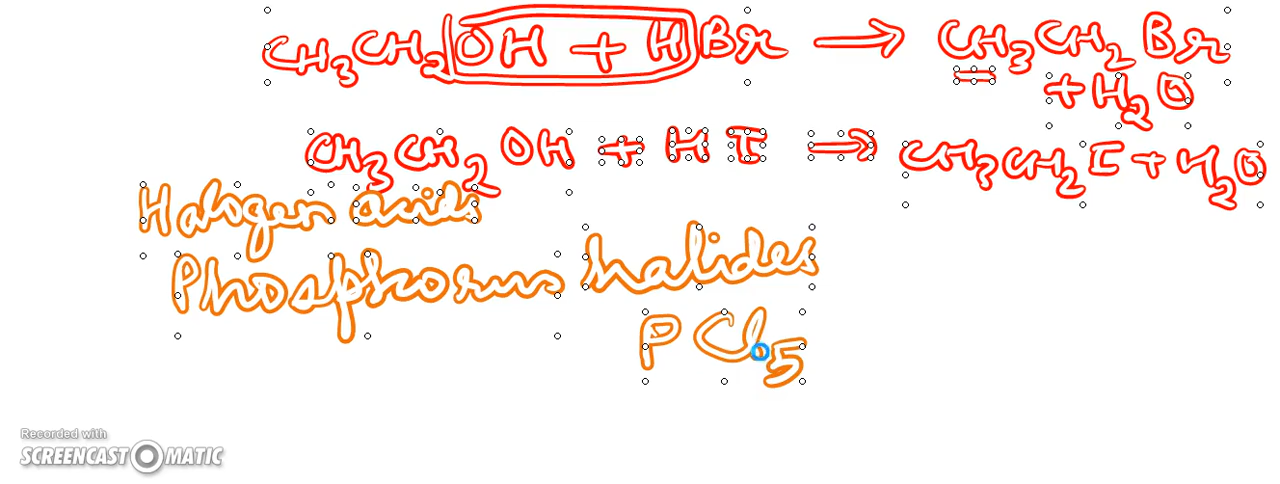 CH₃CH₂OH + HBr → CH₃CH₂Br
+ H₂O
CH₃CH₂OH + HI → CH₃CH₂I + H₂O
Halogen acids
Phosphorus halides
PCl₅
Recorded with
SCREENCAST MATIC